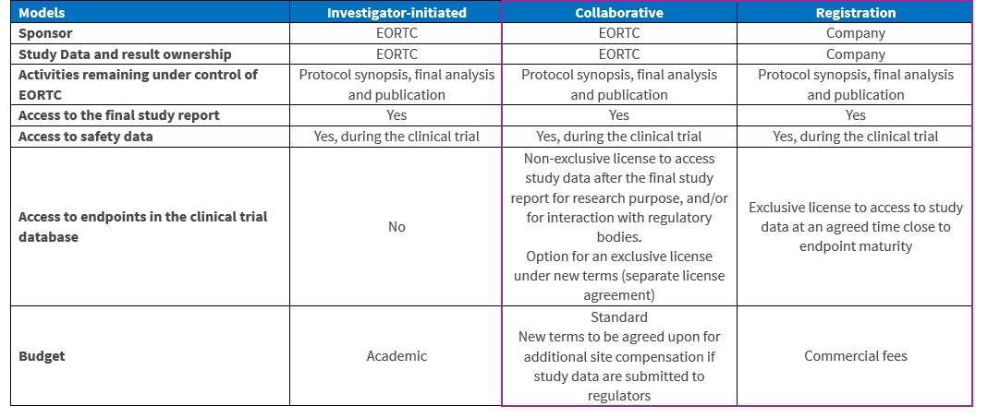 Models Investigator-initiated Collaborative Registration
Sponsor EORTC EORTC Company
Study Data and result ownership EORTC EORTC Company
Activities remaining under control of EORTC
Protocol synopsis, final analysis and publication
Protocol synopsis, final analysis and publication
Protocol synopsis, final analysis and publication
Access to the final study report Yes Yes Yes
Access to safety data Yes, during the clinical trial Yes, during the clinical trial Yes, during the clinical trial
Access to endpoints in the clinical trial
database
No
Non-exclusive license to access
study data after the final study
report for research purpose, and/or
for interaction with regulatory
bodies.
Option for an exclusive license
under new terms (separate license
agreement)
Exclusive license to access to study
data at an agreed time close to
endpoint maturity
Budget
Academic
Standard
New terms to be agreed upon for
additional site compensation if
study data are submitted to
regulators
Commercial fees